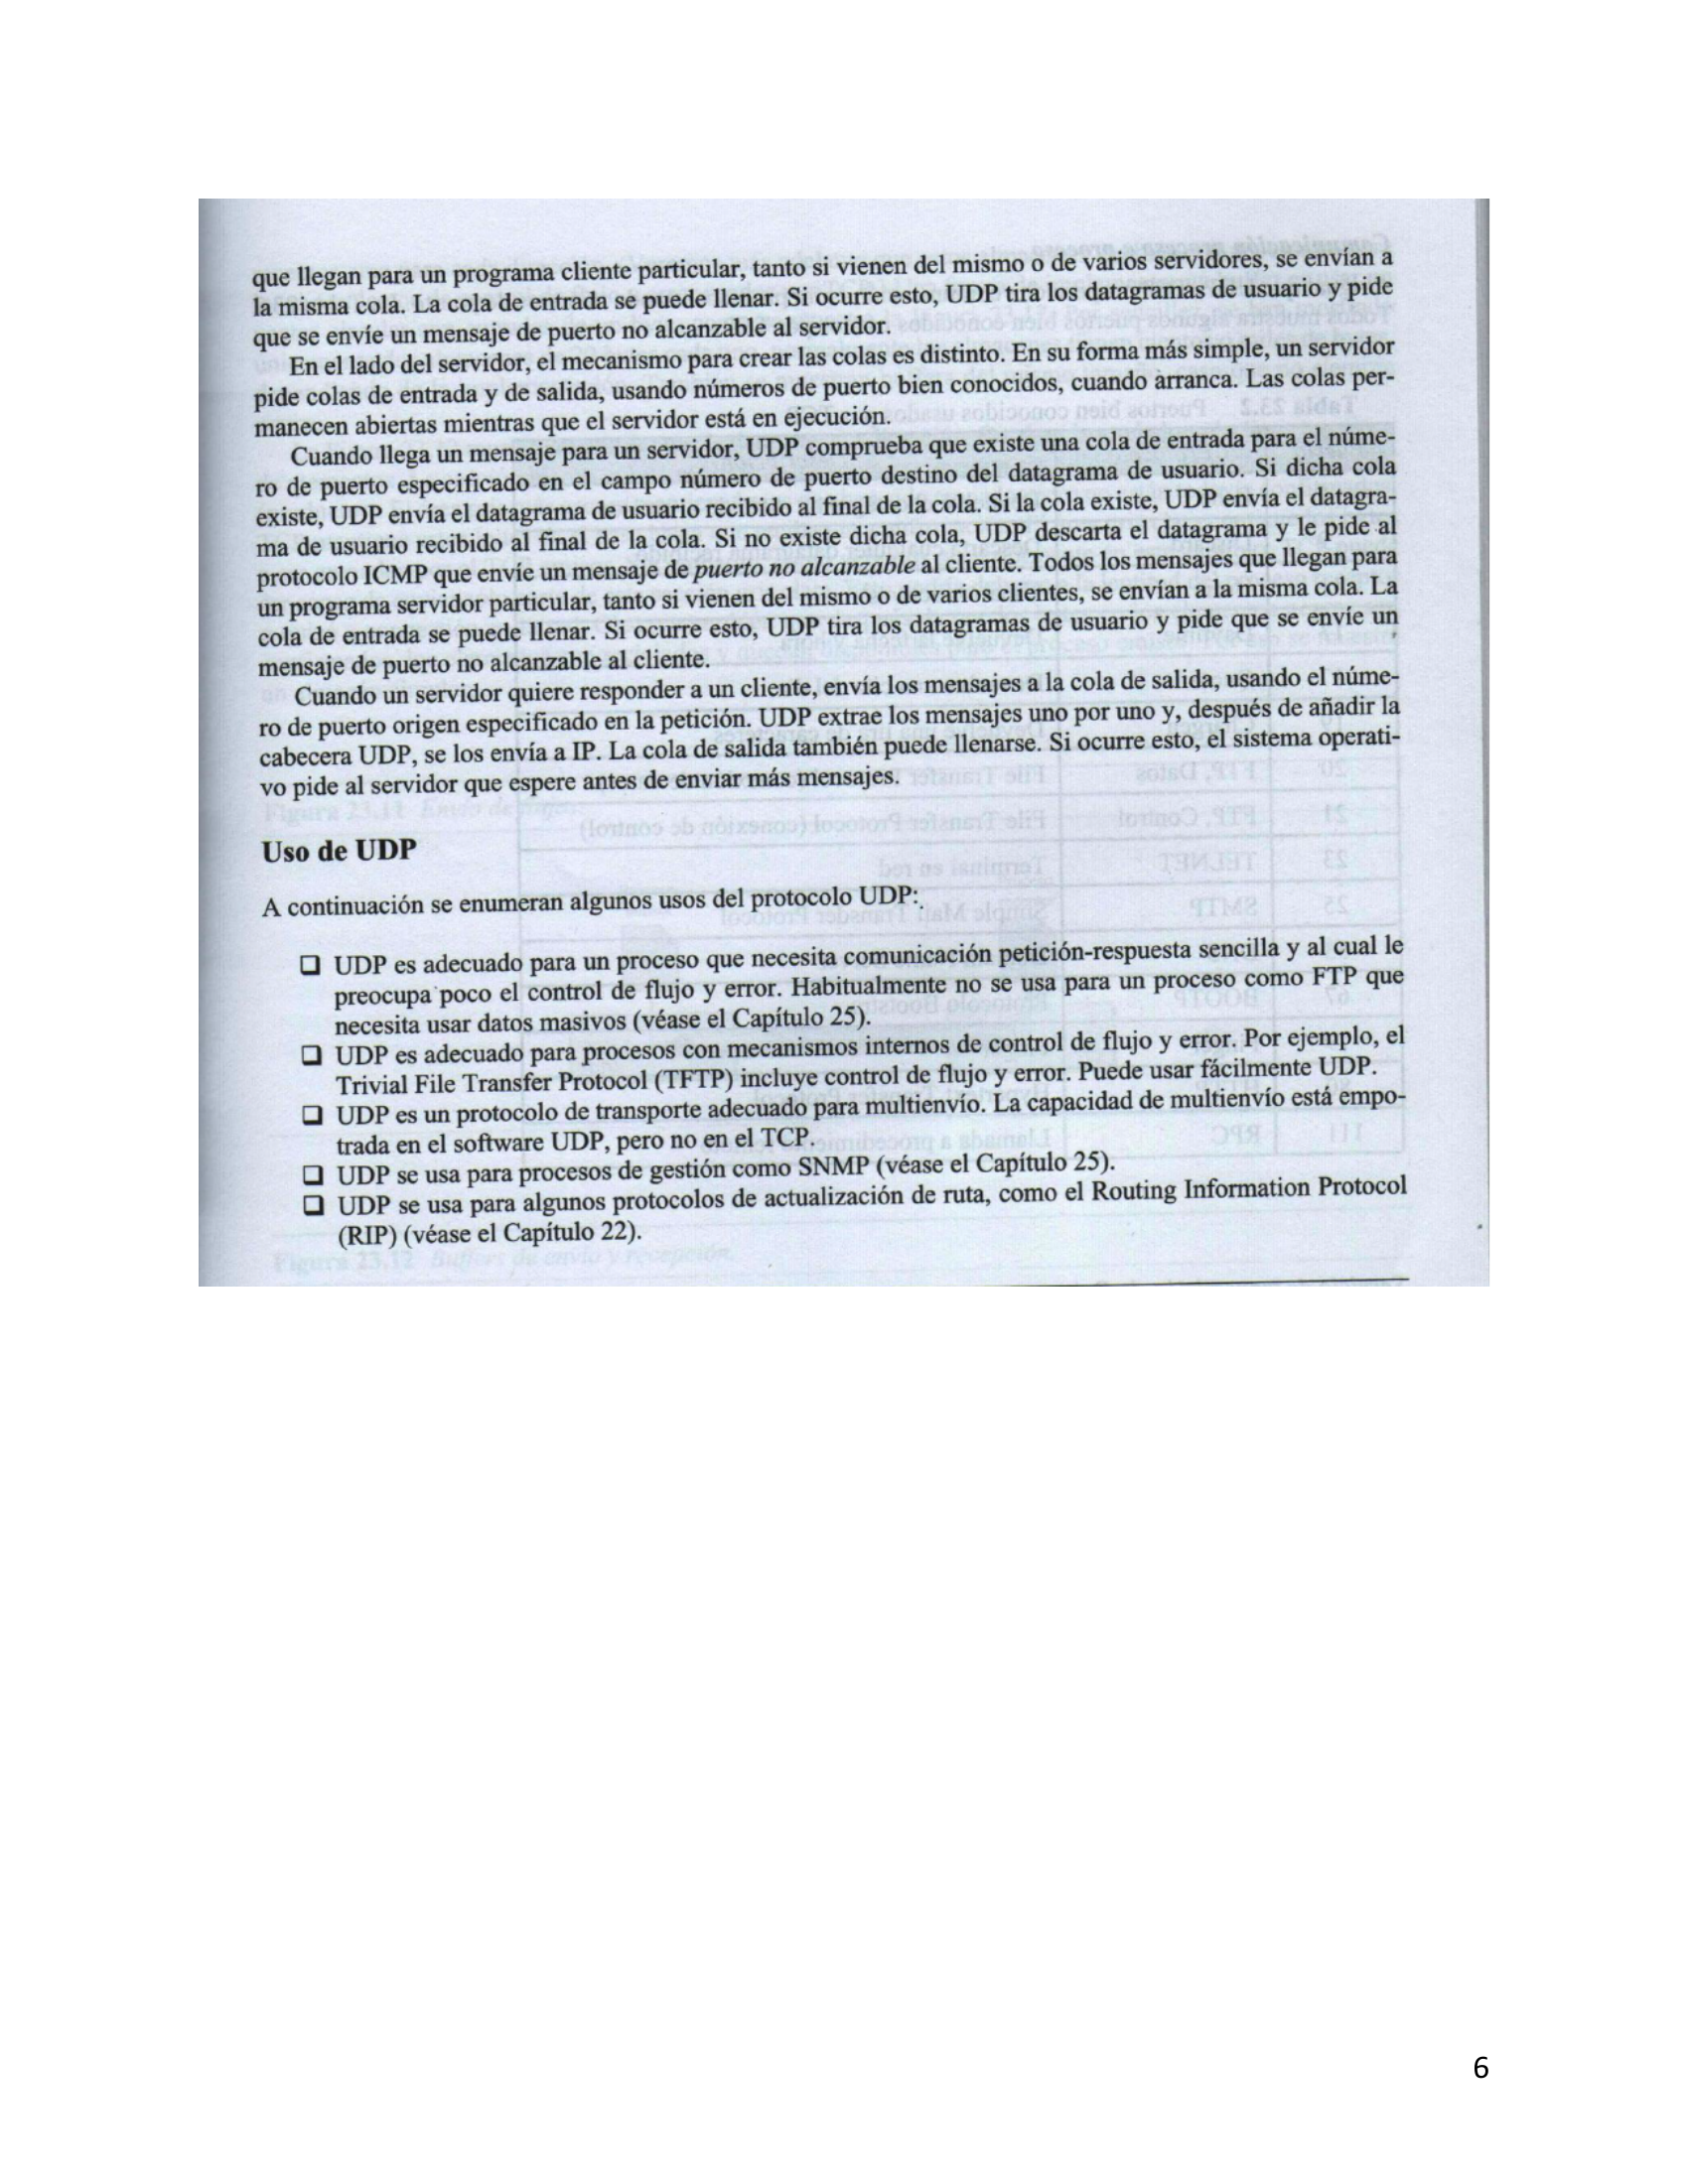 que llegan para un programa cliente particular, tanto si vienen del mismo o de varios servidores, se envían a
la misma cola. La cola de entrada se puede llenar. Si ocurre esto, UDP tira los datagramas de usuario y pide
que se envíe un mensaje de puerto no alcanzable al servidor.
En el lado del servidor, el mecanismo para crear las colas es distinto. En su forma más simple, un servidor
pide colas de entrada y de salida, usando números de puerto bien conocidos, cuando arranca. Las colas per-
manecen abiertas mientras que el servidor está en ejecución.
Cuando llega un mensaje para un servidor, UDP comprueba que existe una cola de entrada para el núme-
ro de puerto especificado en el campo número de puerto destino del datagrama de usuario. Si dicha cola
existe, UDP envía el datagrama de usuario recibido al final de la cola. Si la cola existe, UDP envía el datagra-
ma de usuario recibido al final de la cola. Si no existe dicha cola, UDP descarta el datagrama y le pide al
protocolo ICMP que envíe un mensaje de puerto no alcanzable al cliente. Todos los mensajes que llegan para
un programa servidor particular, tanto si vienen del mismo o de varios clientes, se envían a la misma cola. La
cola de entrada se puede llenar. Si ocurre esto, UDP tira los datagramas de usuario y pide que se envíe un
mensaje de puerto no alcanzable al cliente.
Cuando un servidor quiere responder a un cliente, envía los mensajes a la cola de salida, usando el núme-
ro de puerto origen especificado en la petición. UDP extrae los mensajes uno por uno y, después de añadir la
cabecera UDP, se los envía a IP. La cola de salida también puede llenarse. Si ocurre esto, el sistema operati-
vo pide al servidor que espere antes de enviar más mensajes.
Uso de UDP
A continuación se enumeran algunos usos del protocolo UDP:
❑ UDP es adecuado para un proceso que necesita comunicación petición-respuesta sencilla y al cual le
preocupa poco el control de flujo y error. Habitualmente no se usa para un proceso como FTP que
necesita usar datos masivos (véase el Capítulo 25).
❑ UDP es adecuado para procesos con mecanismos internos de control de flujo y error. Por ejemplo, el
Trivial File Transfer Protocol (TFTP) incluye control de flujo y error. Puede usar fácilmente UDP.
❑ UDP es un protocolo de transporte adecuado para multienvío. La capacidad de multienvío está empo-
trada en el software UDP, pero no en el TCP.
❑ UDP se usa para procesos de gestión como SNMP (véase el Capítulo 25).
❑ UDP se usa para algunos protocolos de actualización de ruta, como el Routing Information Protocol
(RIP) (véase el Capítulo 22).
6